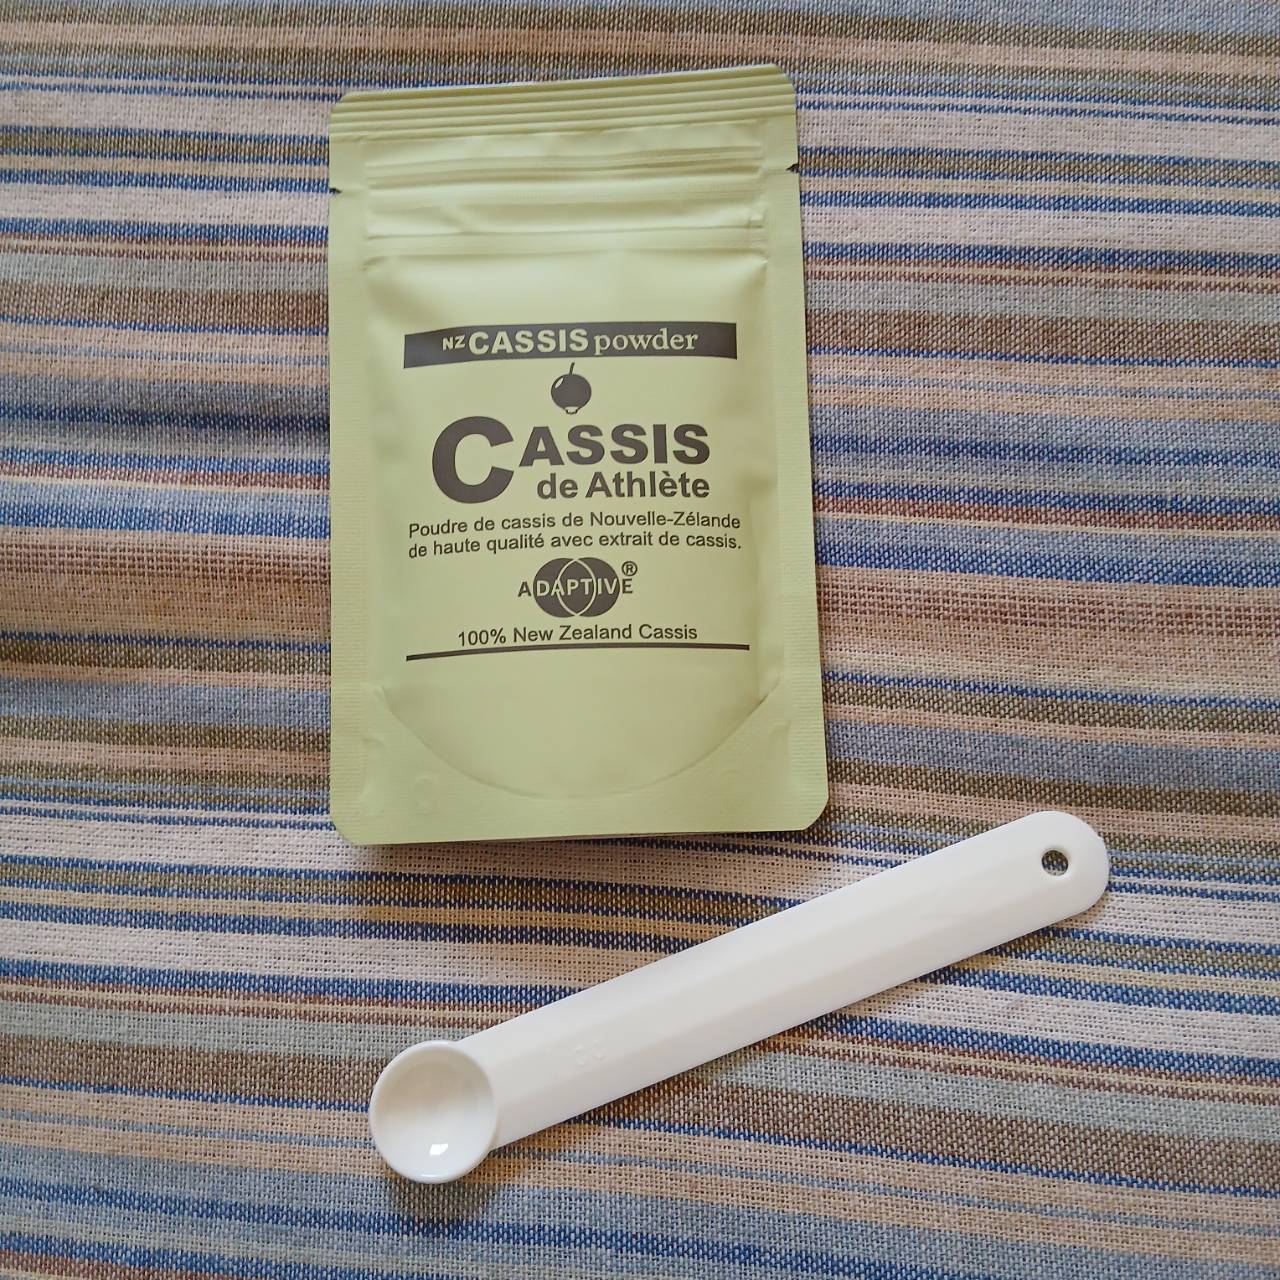 NZ CASSIS powder
CASSIS
de Athlète
Poudre de cassis de Nouvelle-Zélande
de haute qualité avec extrait de cassis.
ADAPTIVE®
100% New Zealand Cassis